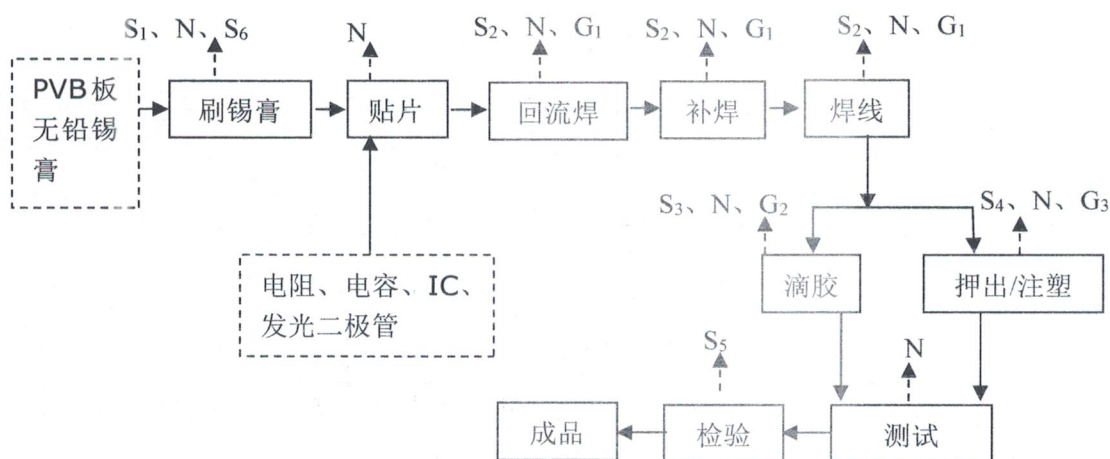 S₁、N、S₆
N
S₂、N、G₁
S₂、N、G₁
S₂、N、G₁
PVB板
无铅锡
膏
刷锡膏
贴片
回流焊
补焊
焊线
S₃、N、G₂
S₄、N、G₃
电阻、电容、IC、
发光二极管
滴胶
押出/注塑
S₅
N
成品
检验
测试